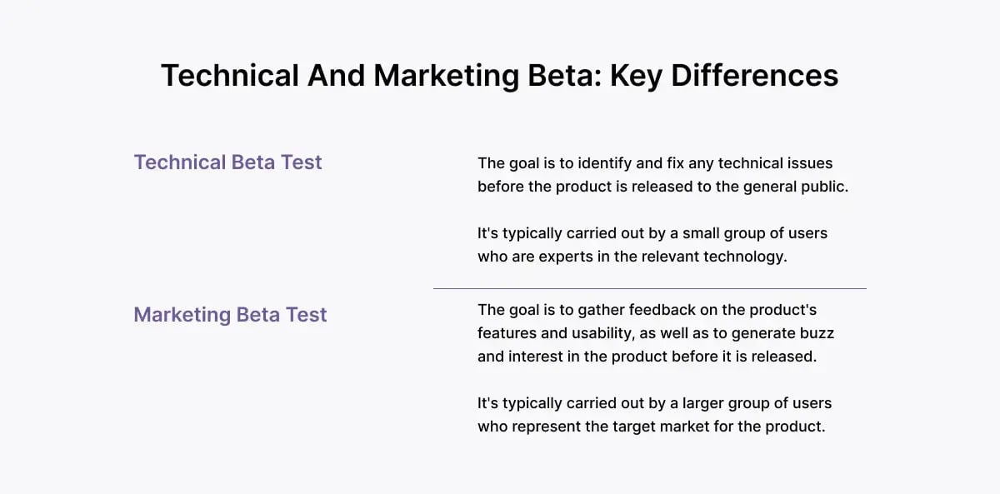 Technical And Marketing Beta: Key Differences
Technical Beta Test
The goal is to identify and fix any technical issues
before the product is released to the general public.
It's typically carried out by a small group of users
who are experts in the relevant technology.
Marketing Beta Test
The goal is to gather feedback on the product's
features and usability, as well as to generate buzz
and interest in the product before it is released.
It's typically carried out by a larger group of users
who represent the target market for the product.